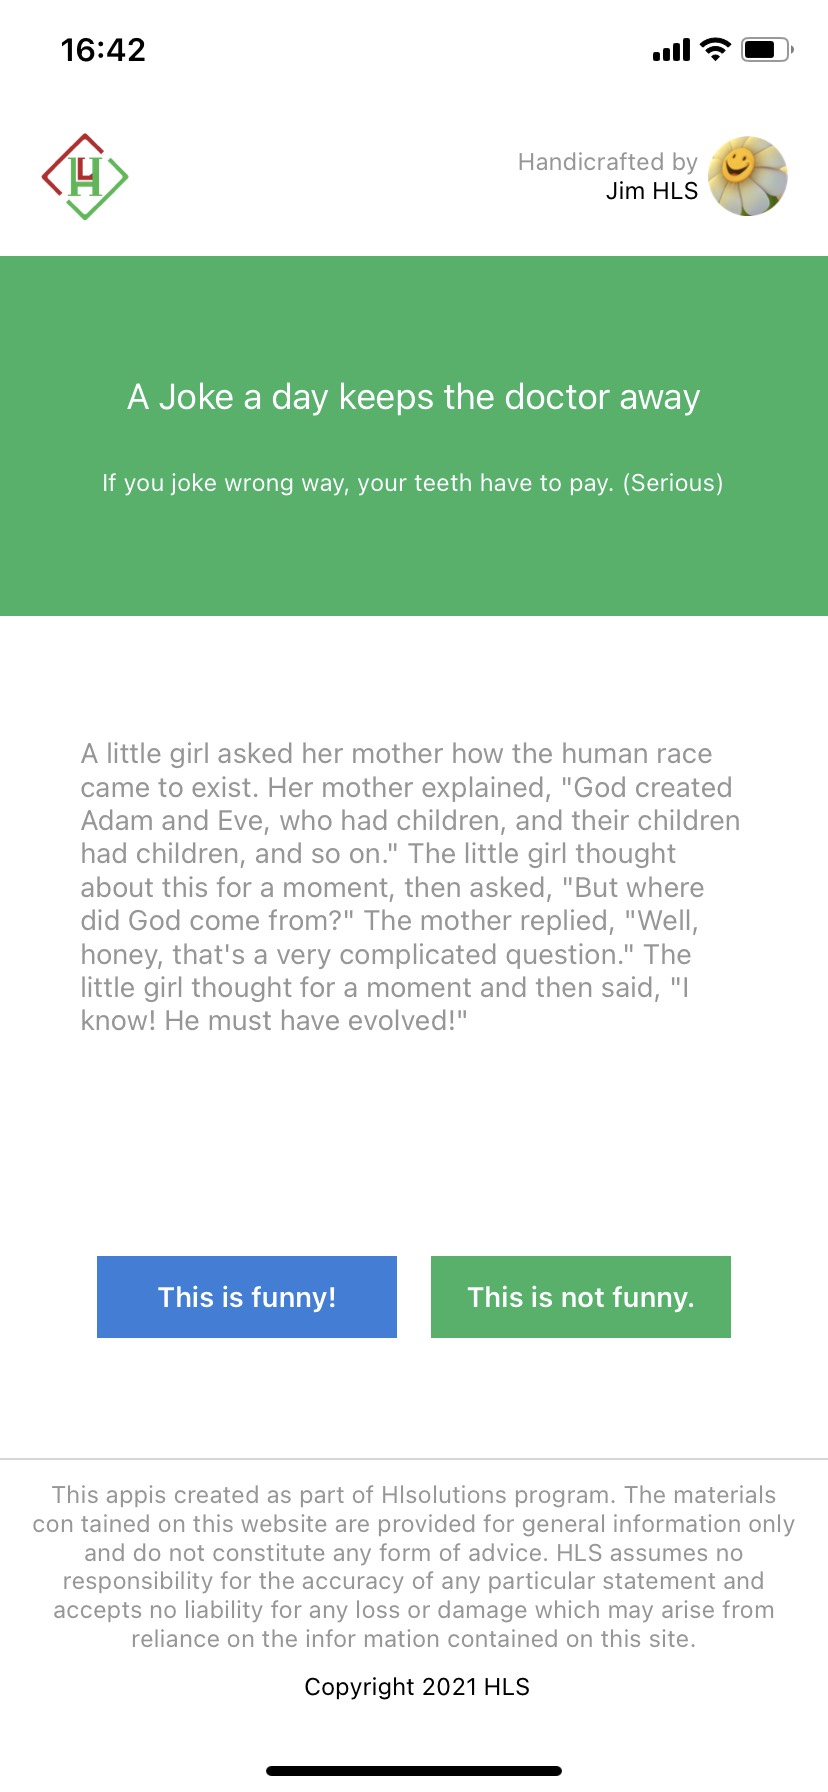 16:42
H
Handicrafted by
Jim HLS
A Joke a day keeps the doctor away
If you joke wrong way, your teeth have to pay. (Serious)
A little girl asked her mother how the human race
came to exist. Her mother explained, "God created
Adam and Eve, who had children, and their children
had children, and so on." The little girl thought
about this for a moment, then asked, "But where
did God come from?" The mother replied, "Well,
honey, that's a very complicated question." The
little girl thought for a moment and then said, "I
know! He must have evolved!"
This is funny!
This is not funny.
This appis created as part of Hlsolutions program. The materials
con tained on this website are provided for general information only
and do not constitute any form of advice. HLS assumes no
responsibility for the accuracy of any particular statement and
accepts no liability for any loss or damage which may arise from
reliance on the infor mation contained on this site.
Copyright 2021 HLS